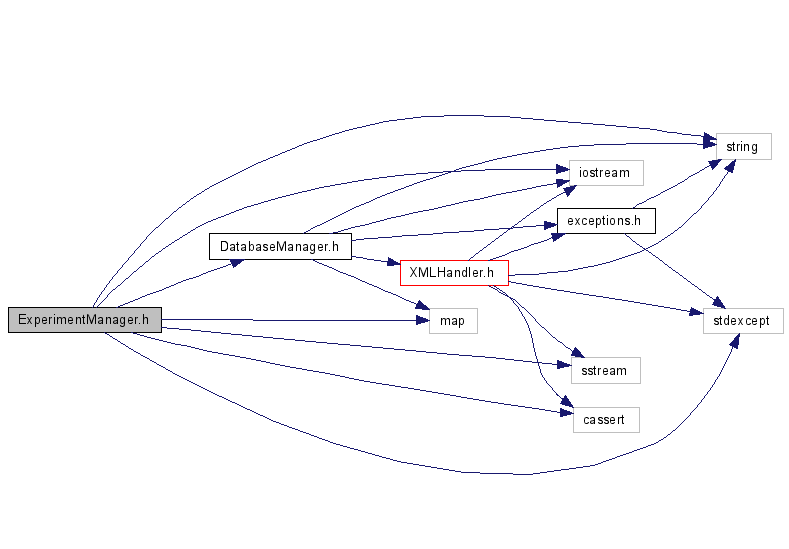 string
iostream
exceptions.h
DatabaseManager.h
XMLHandler.h
ExperimentManager.h
map
stdexcept
sstream
cassert